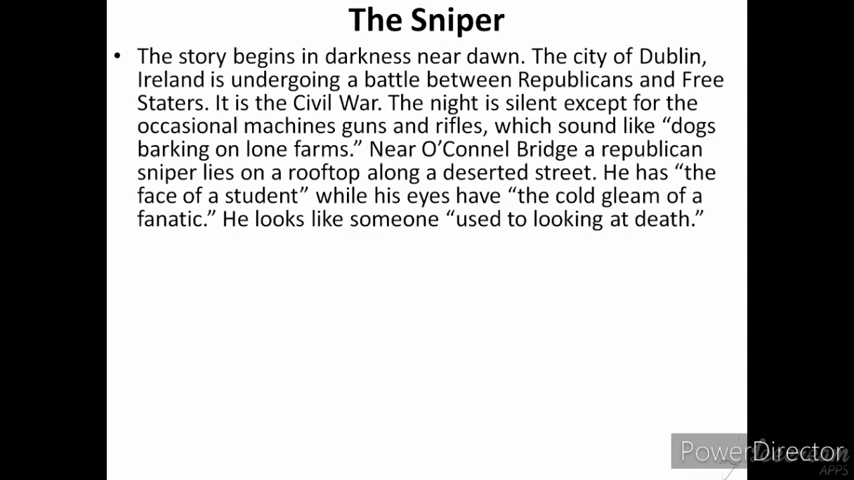 The Sniper
• The story begins in darkness near dawn. The city of Dublin,
Ireland is undergoing a battle between Republicans and Free
Staters. It is the Civil War. The night is silent except for the
occasional machines guns and rifles, which sound like “dogs
barking on lone farms.” Near O’Connel Bridge a republican
sniper lies on a rooftop along a deserted street. He has “the
face of a student” while his eyes have “the cold gleam of a
fanatic.” He looks like someone “used to looking at death.”
PowerDirector
APPS